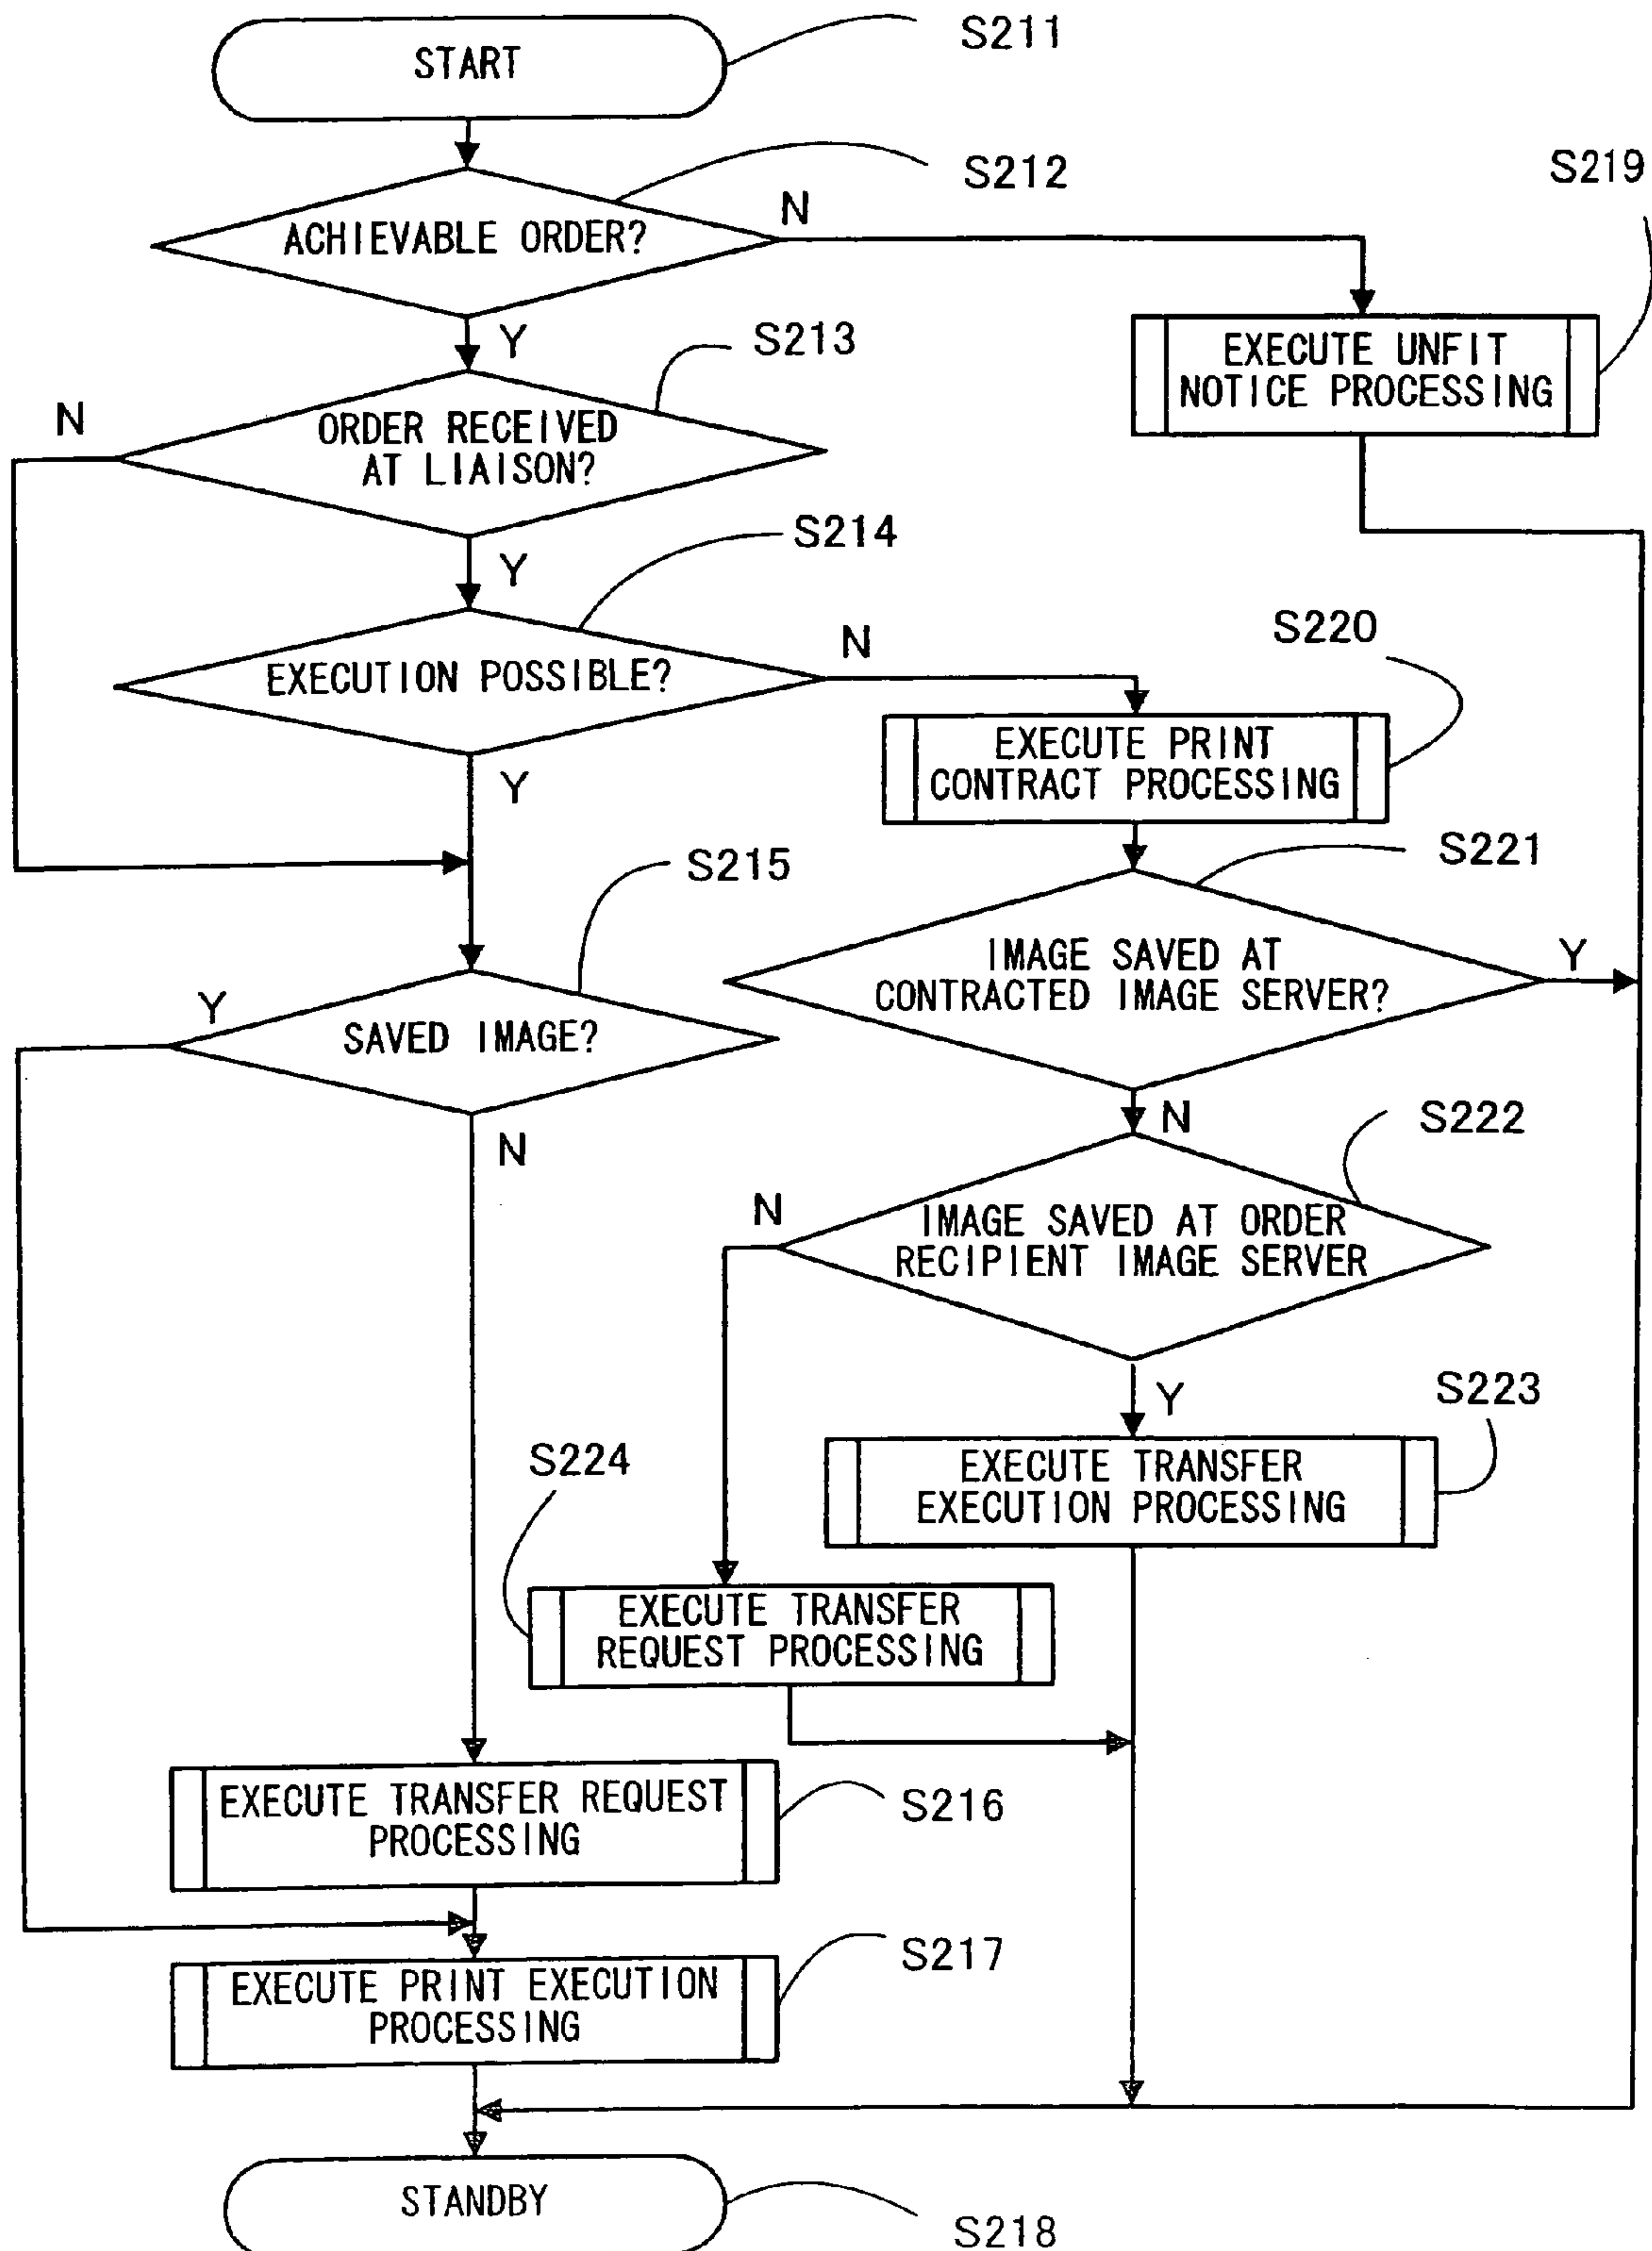 START
S211
S212
ACHIEVABLE ORDER?
N
S219
Y
EXECUTE UNFIT
NOTICE PROCESSING
S213
ORDER RECEIVED
AT LIAISON?
N
Y
S214
EXECUTION POSSIBLE?
N
Y
S220
EXECUTE PRINT
CONTRACT PROCESSING
S215
SAVED IMAGE?
Y
N
S221
IMAGE SAVED AT
CONTRACTED IMAGE SERVER?
Y
N
S222
IMAGE SAVED AT ORDER
RECIPIENT IMAGE SERVER
N
Y
S223
EXECUTE TRANSFER
EXECUTION PROCESSING
S224
EXECUTE TRANSFER
REQUEST PROCESSING
EXECUTE TRANSFER REQUEST
PROCESSING
S216
EXECUTE PRINT EXECUTION
PROCESSING
S217
STANDBY
S218